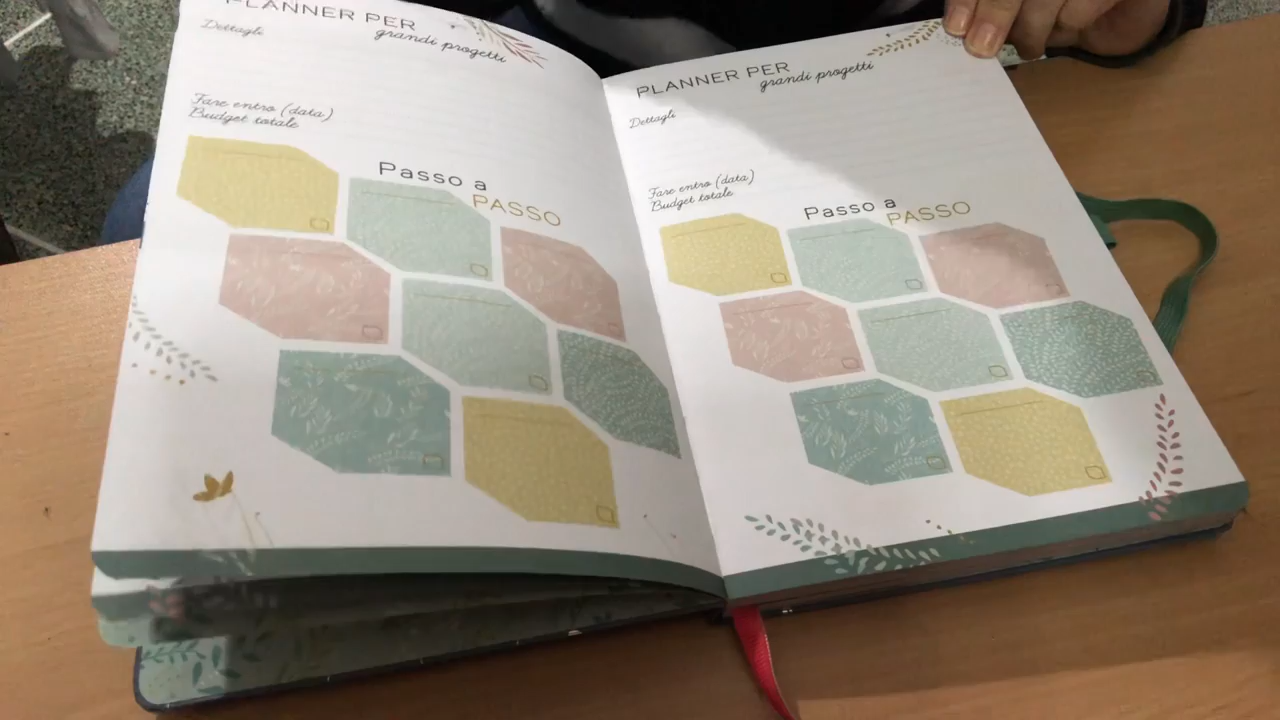 PLANNER PER
grandi progetti
Dettagli
Fare entro (data)
Budget totale
Passo a
PASSO
PLANNER PER
grandi progetti
Dettagli
Fare entro (data)
Budget totale
Passo a
PASSO